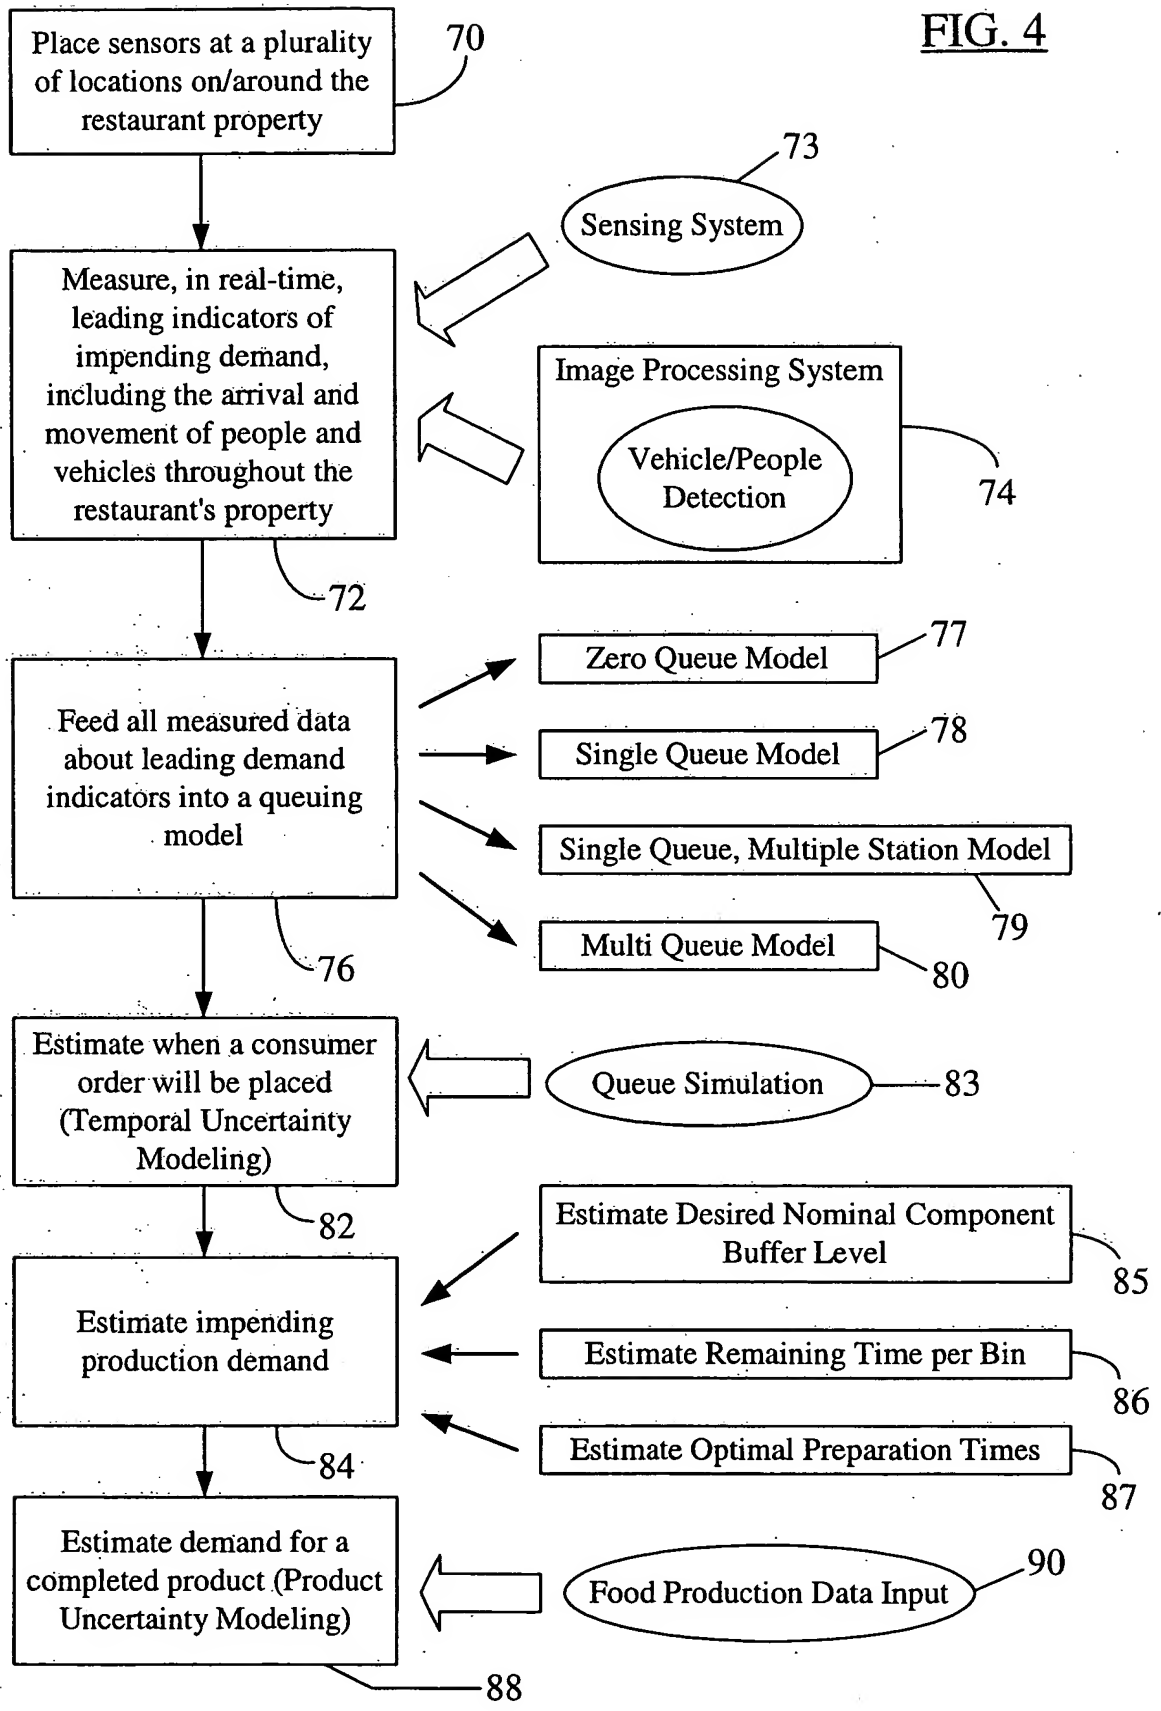 FIG. 4
Place sensors at a plurality
of locations on/around the
restaurant property
70
73
Sensing System
Measure, in real-time,
leading indicators of
impending demand,
including the arrival and
movement of people and
vehicles throughout the
restaurant's property
72
Image Processing System
Vehicle/People
Detection
74
Feed all measured data
about leading demand
indicators into a queuing
model
76
Zero Queue Model
77
Single Queue Model
78
Single Queue, Multiple Station Model
79
Multi Queue Model
80
Estimate when a consumer
order will be placed
(Temporal Uncertainty
Modeling)
82
Queue Simulation
83
Estimate impending
production demand
84
Estimate Desired Nominal Component
Buffer Level
85
Estimate Remaining Time per Bin
86
Estimate Optimal Preparation Times
87
Estimate demand for a
completed product (Product
Uncertainty Modeling)
88
Food Production Data Input
90